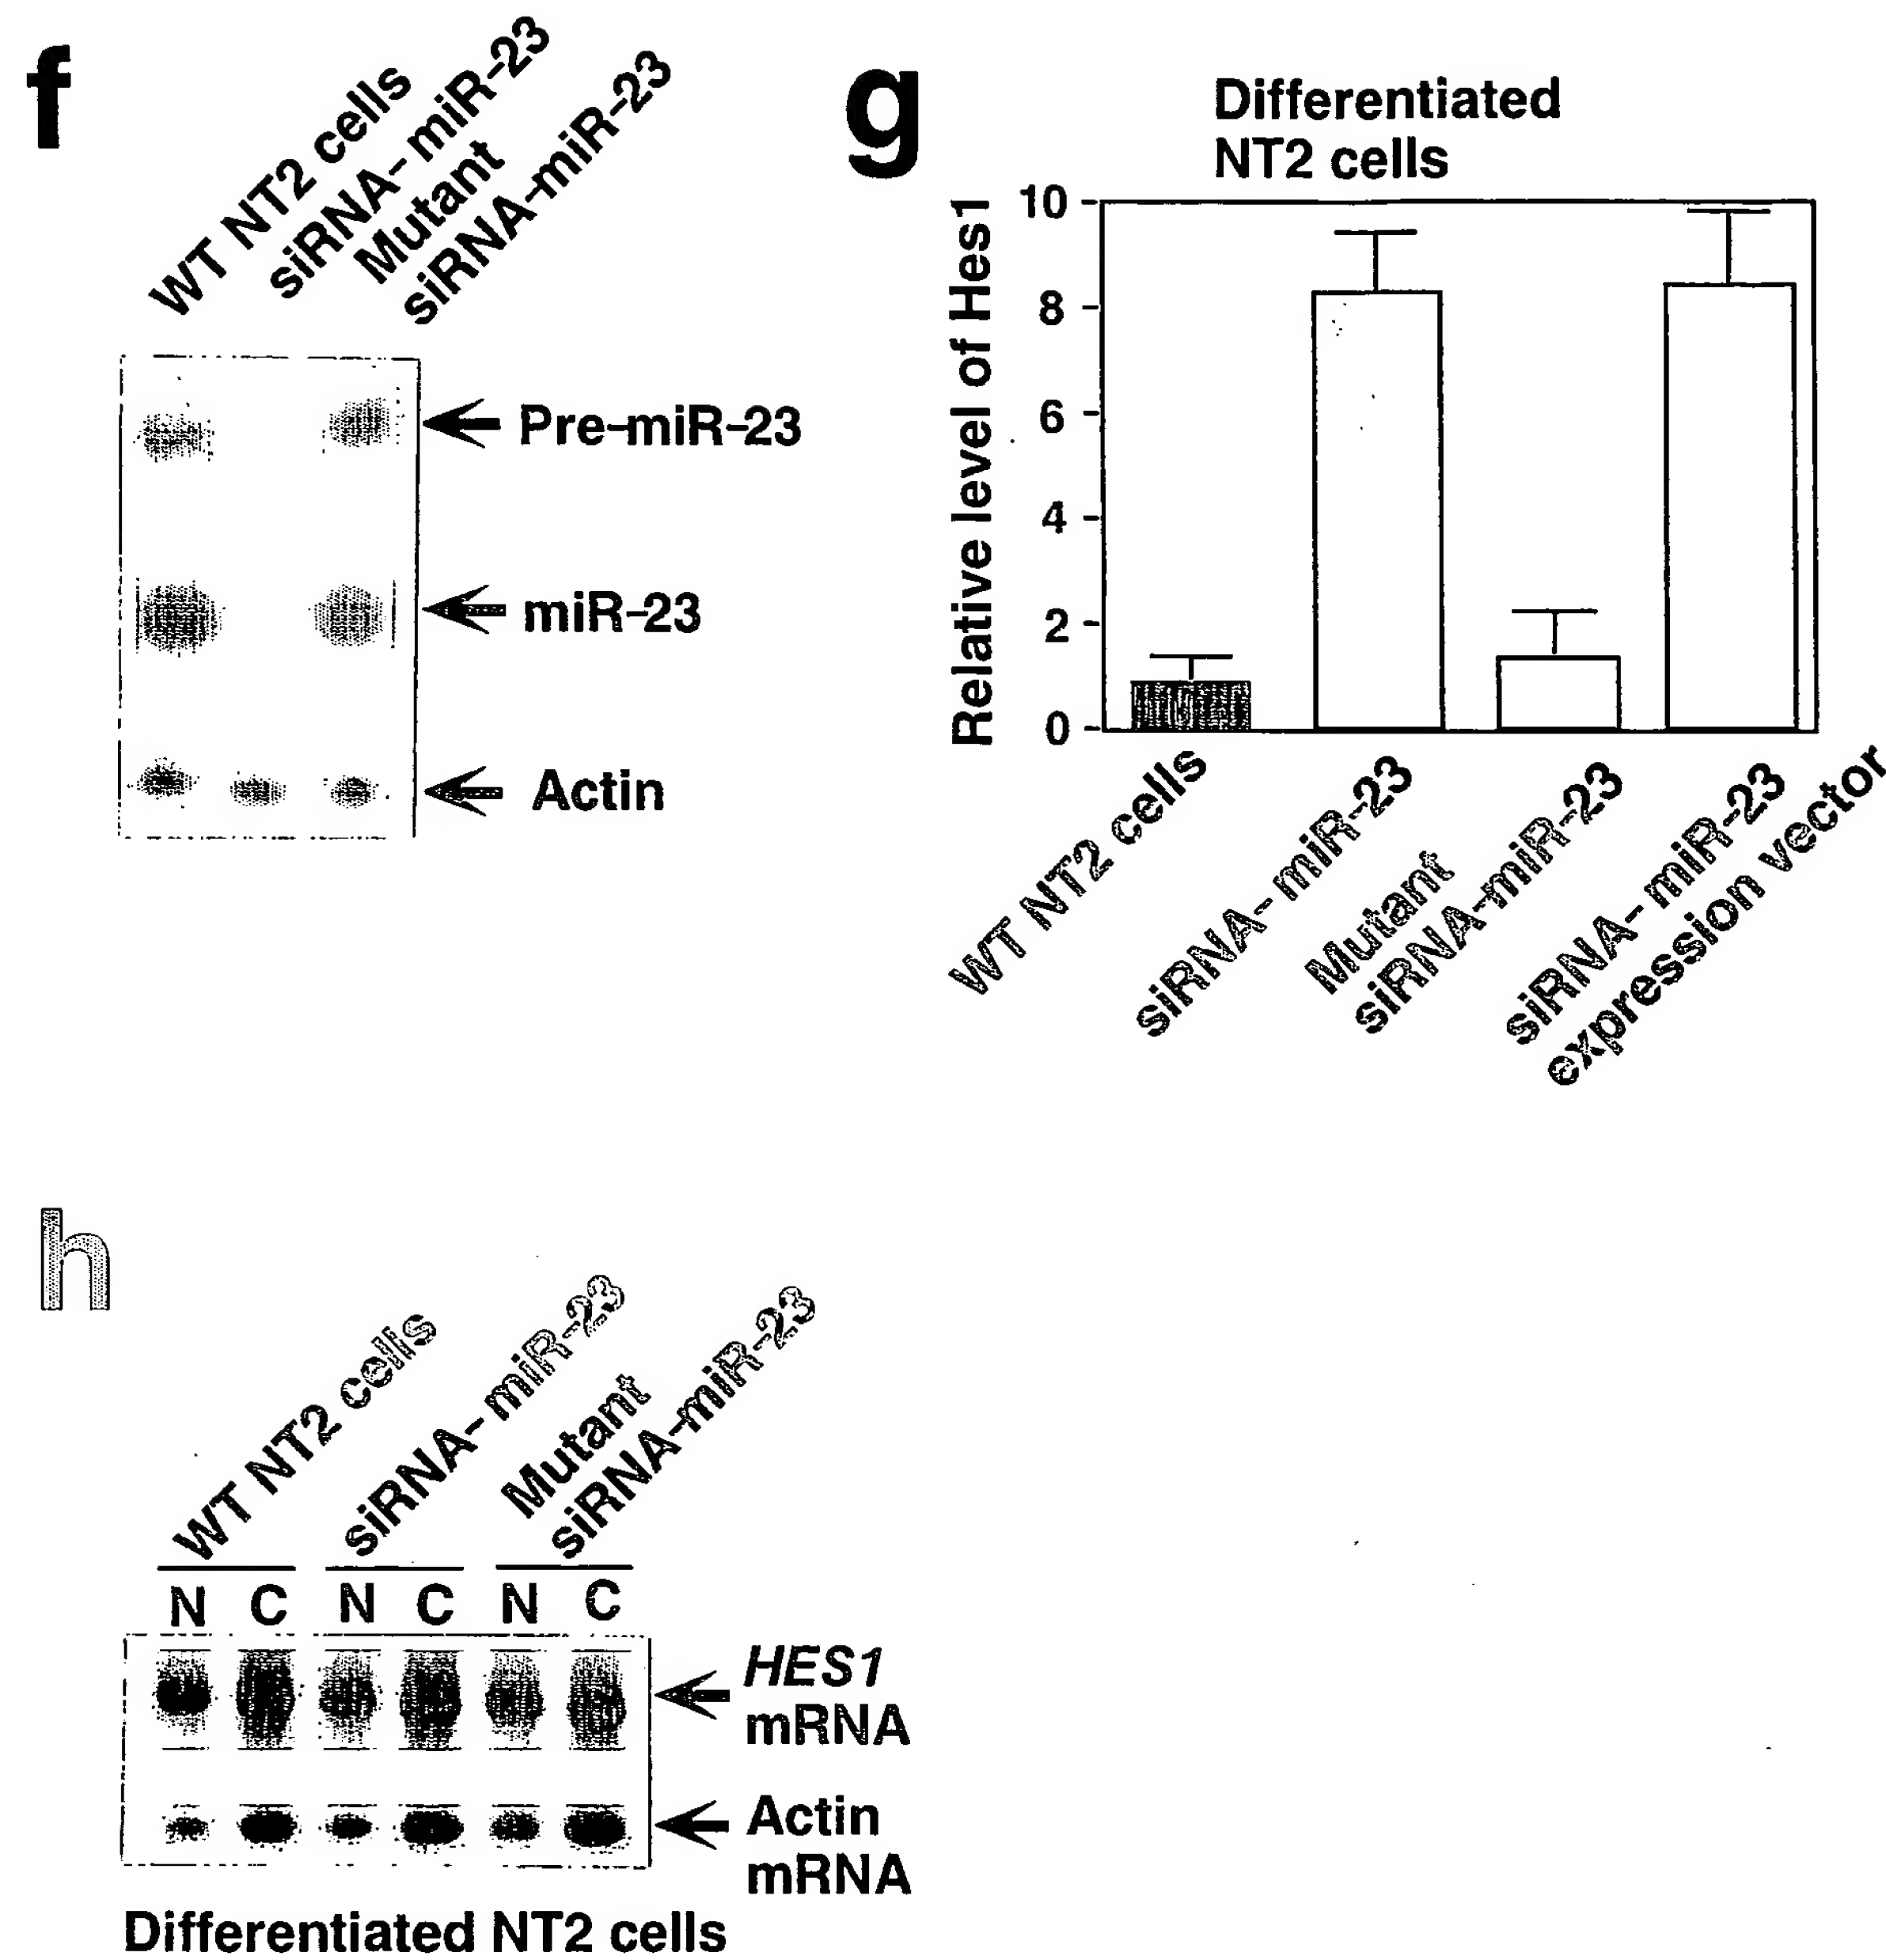 f
WT NT2 cells
siRNA- miR-23
Mutant
siRNA-miR-23
Pre-miR-23
miR-23
Actin
g
Differentiated
NT2 cells
Relative level of Hes1
10
8
6
4
2
0
WT NT2 cells
siRNA- miR-23
Mutant
siRNA-miR-23
siRNA- miR-23
expression vector
h
WT NT2 cells
siRNA- miR-23
Mutant
siRNA-miR-23
N C N C N C
HES1
mRNA
Actin
mRNA
Differentiated NT2 cells